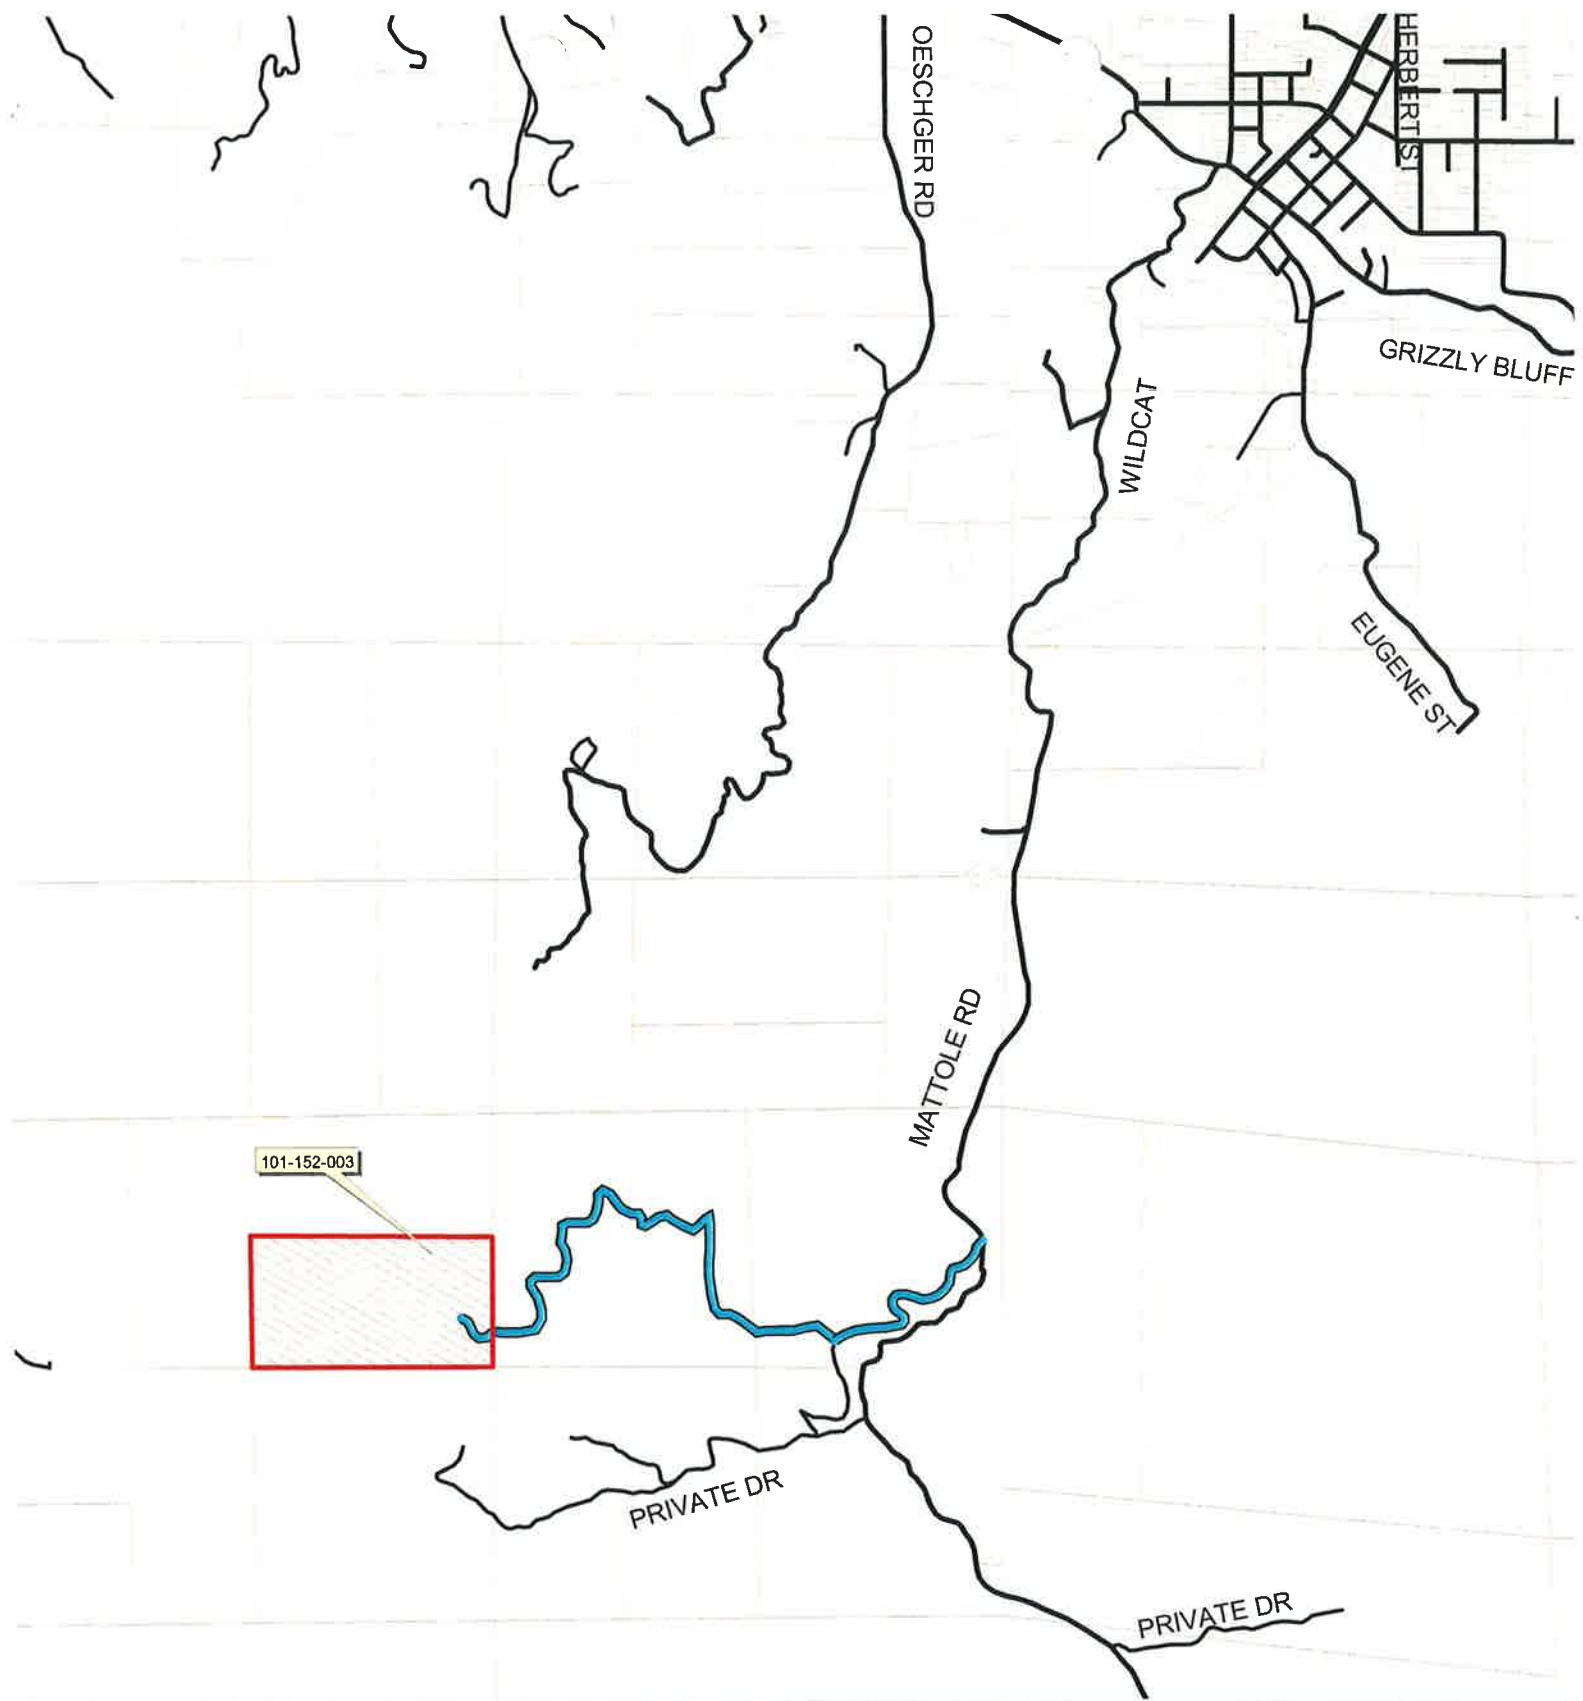 OESCHGER RD
HERBERT ST
GRIZZLY BLUFF
WILDCAT
EUGENE ST
MATTOLE RD
101-152-003
PRIVATE DR
PRIVATE DR